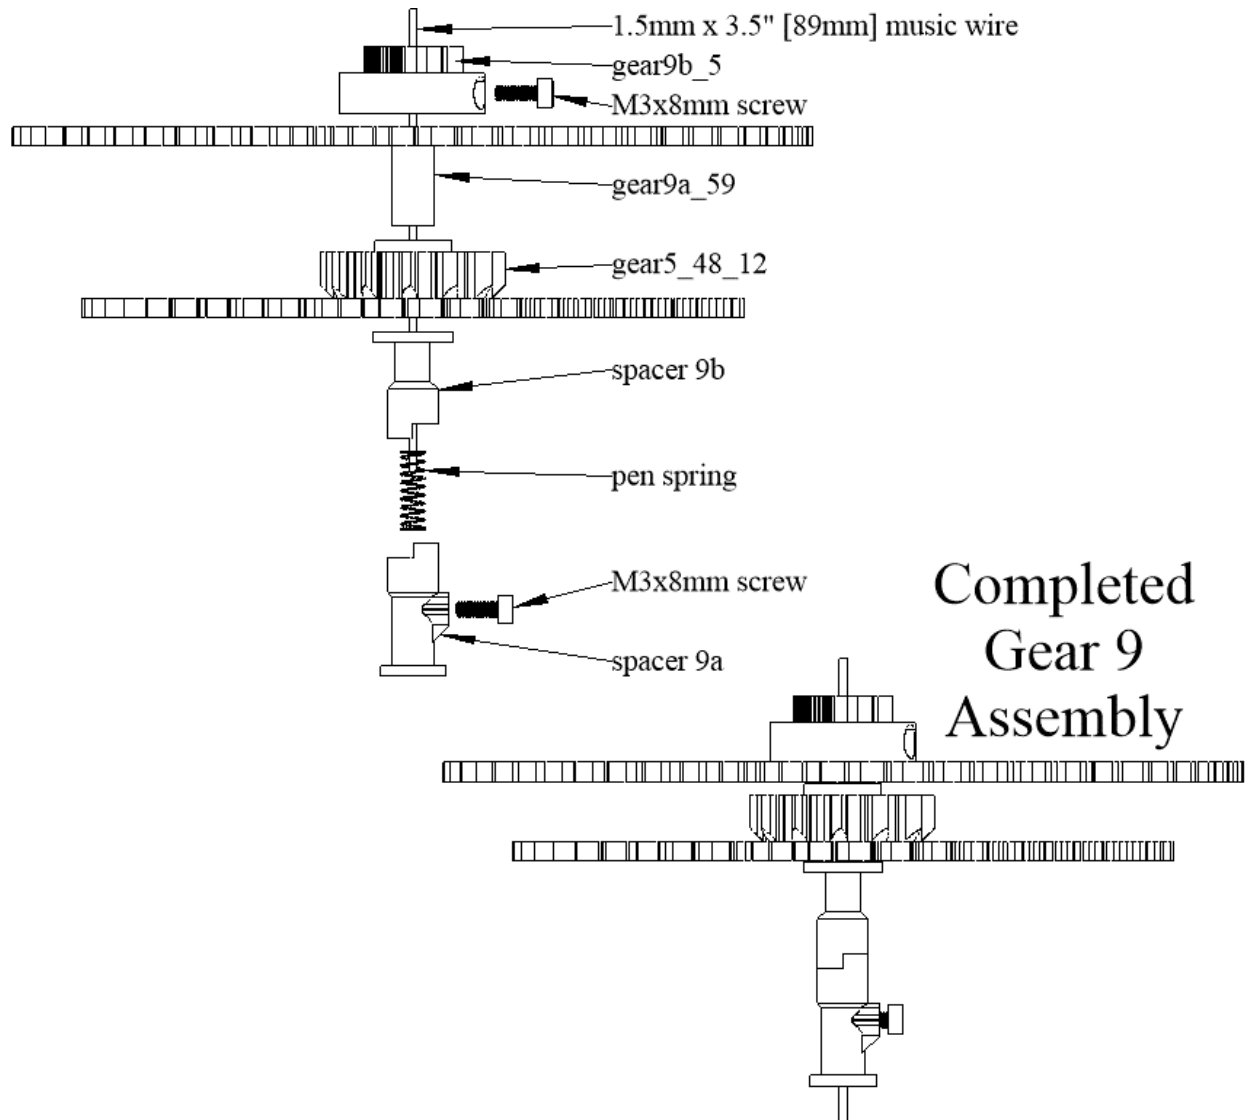 1.5mm x 3.5" [89mm] music wire
gear9b_5
M3x8mm screw
gear9a_59
gear5_48_12
spacer 9b
pen spring
M3x8mm screw
spacer 9a
Completed
Gear 9
Assembly